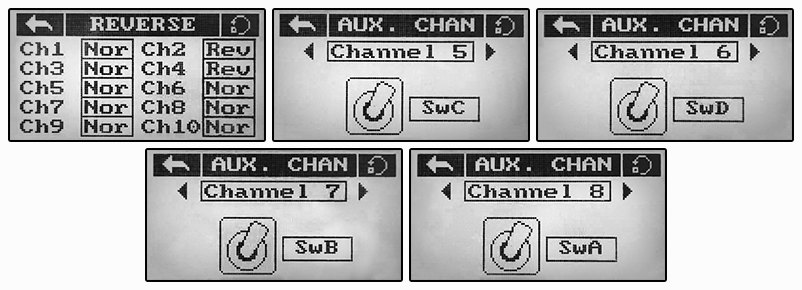 REVERSE
Ch1 Nor Ch2 Rev
Ch3 Nor Ch4 Rev
Ch5 Nor Ch6 Nor
Ch7 Nor Ch8 Nor
Ch9 Nor Ch10 Nor
AUX. CHAN
Channel 5
SwC
AUX. CHAN
Channel 6
SwD
AUX. CHAN
Channel 7
SwB
AUX. CHAN
Channel 8
SwA